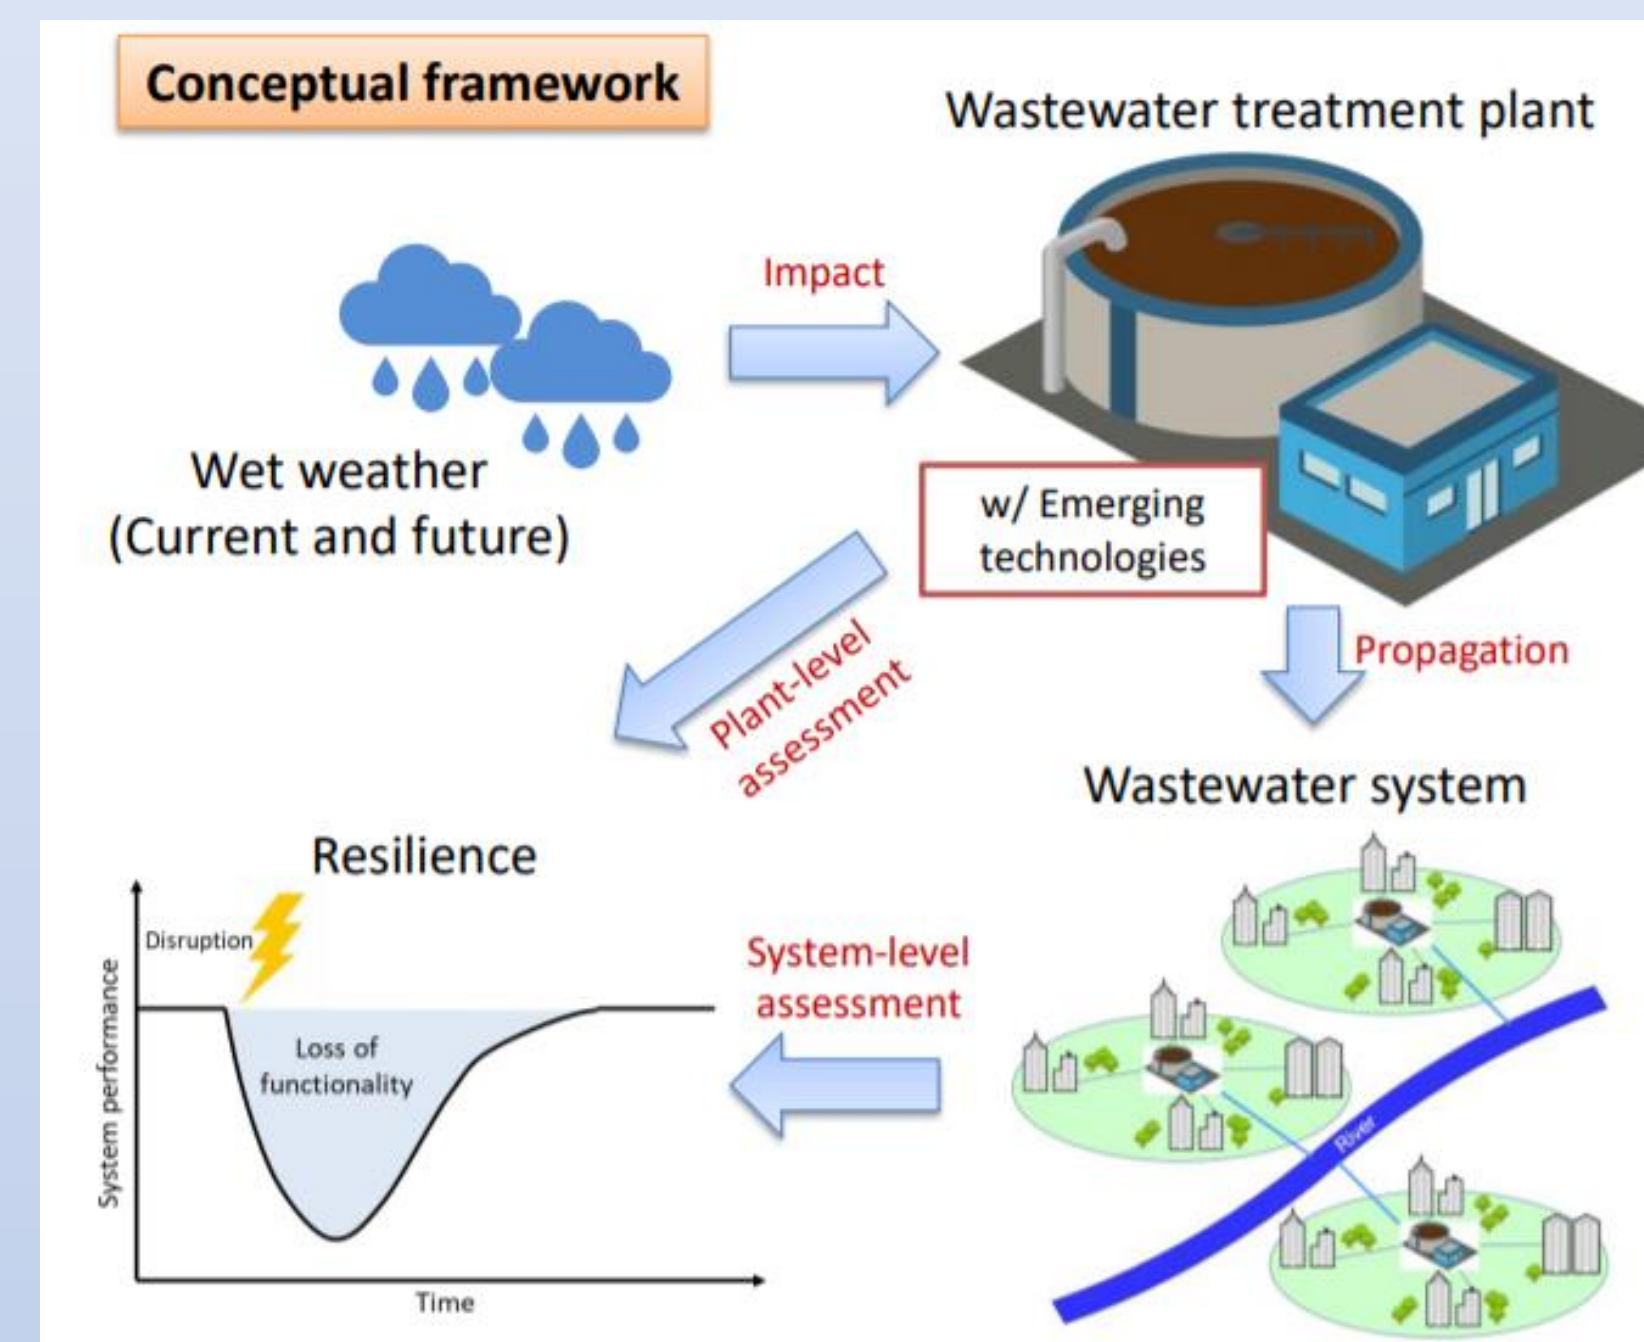 Conceptual framework
Wastewater treatment plant
Impact
Wet weather
(Current and future)
w/ Emerging
technologies
Plant-level
assessment
Propagation
Wastewater system
Resilience
Disruption
System-level
assessment
Loss of
functionality
System performance
River
Time